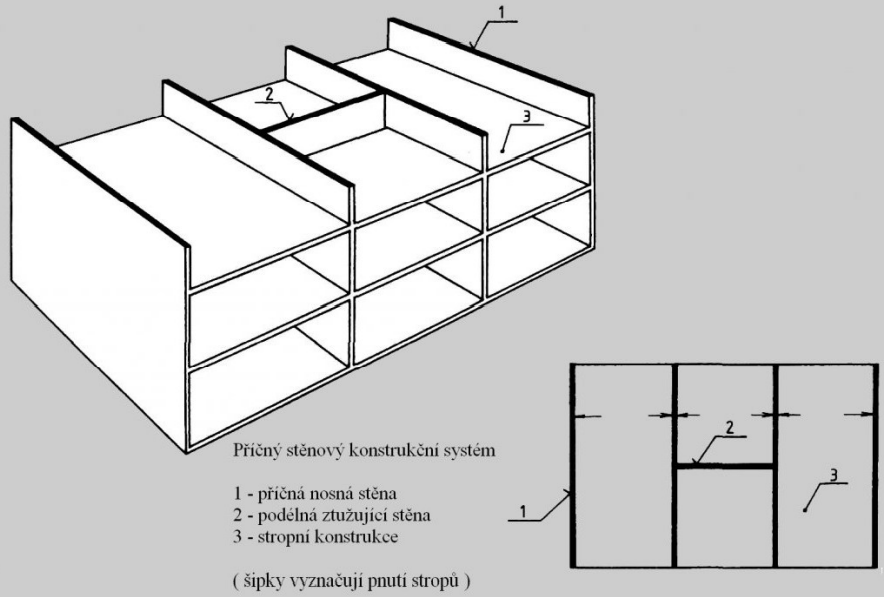 1
2
3
Příčný stěnový konstrukční systém
1 - příčná nosná stěna
2 - podélná ztužující stěna
3 - stropní konstrukce
( šipky vyznačují pnutí stropů )
2
3
1